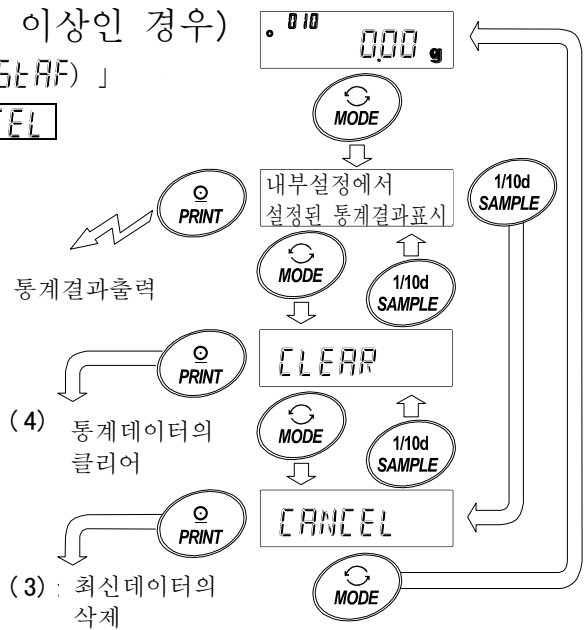 이상인 경우)
StAF) 」
CEL
010
0.00 g
MODE
내부설정에서
설정된 통계결과표시
PRINT
1/10d
SAMPLE
통계결과출력
MODE
1/10d
SAMPLE
PRINT
CLEAR
(4) 통계데이터의
클리어
MODE
1/10d
SAMPLE
PRINT
CANCEL
(3) : 최신데이터의
삭제
MODE